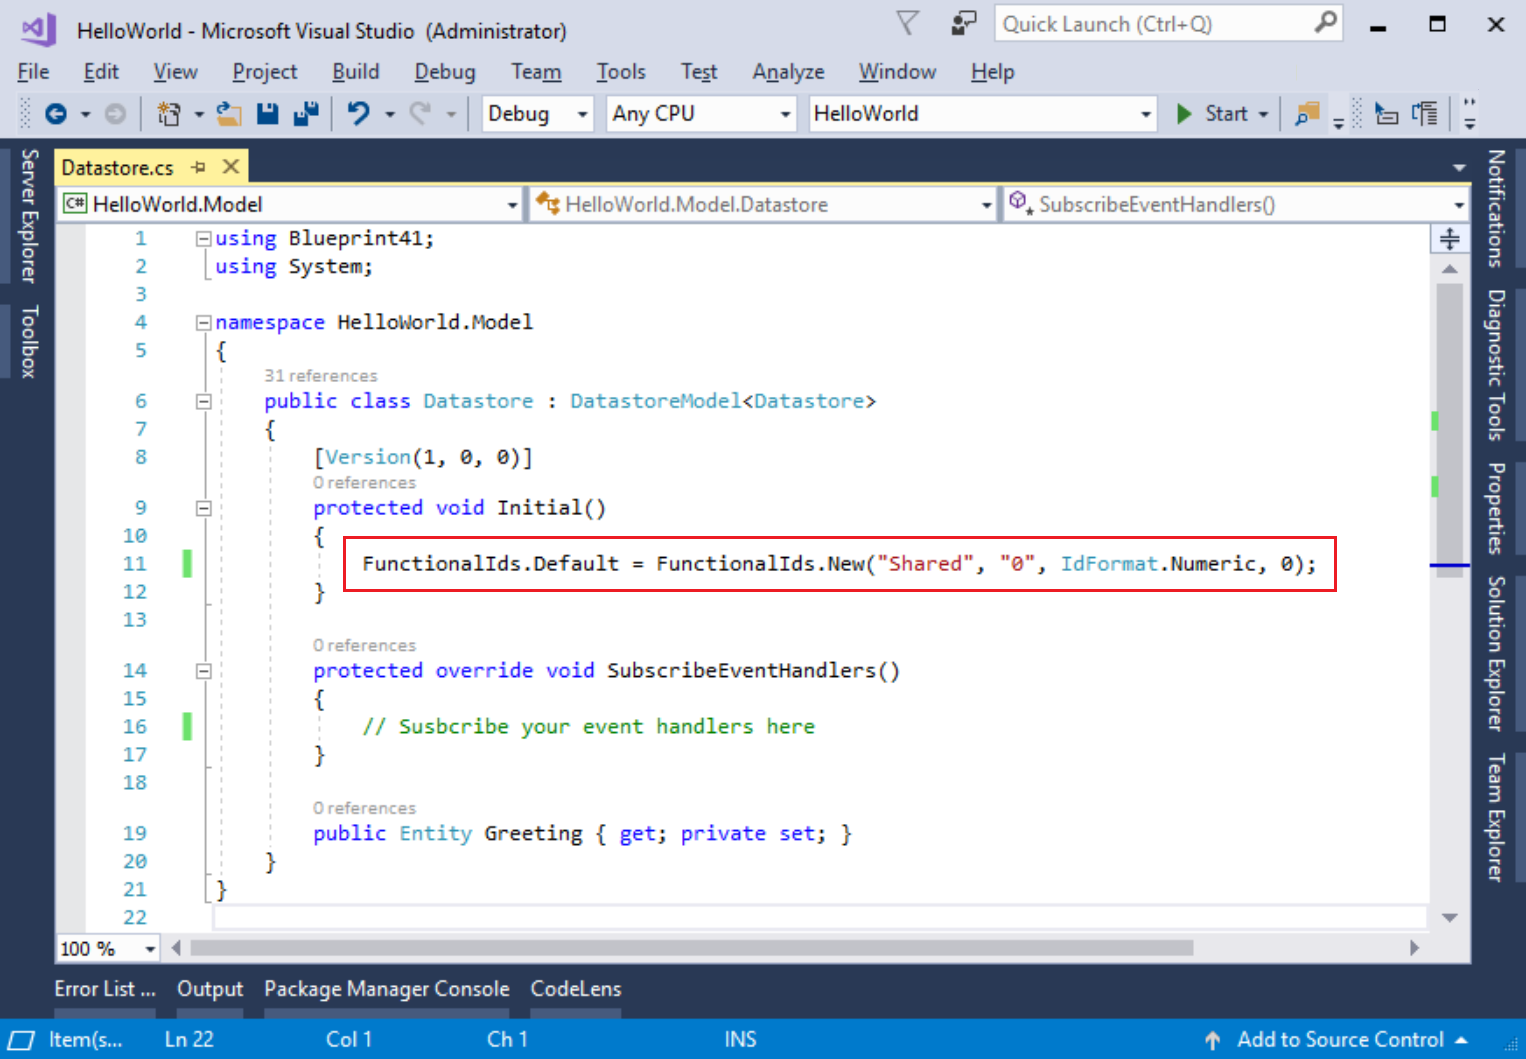 HelloWorld - Microsoft Visual Studio (Administrator)
Quick Launch (Ctrl+Q)
File Edit View Project Build Debug Team Tools Test Analyze Window Help
Debug Any CPU HelloWorld Start
Server Explorer
Toolbox
Datastore.cs
C# HelloWorld.Model HelloWorld.Model.Datastore SubscribeEventHandlers()
1 using Blueprint41;
2 using System;
3
4 namespace HelloWorld.Model
5 {
31 references
6 public class Datastore : DatastoreModel<Datastore>
7 {
8 [Version(1, 0, 0)]
0 references
9 protected void Initial()
10 {
11 FunctionalIds.Default = FunctionalIds.New("Shared", "0", IdFormat.Numeric, 0);
12 }
13
0 references
14 protected override void SubscribeEventHandlers()
15 {
16 // Susbcribe your event handlers here
17 }
18
0 references
19 public Entity Greeting { get; private set; }
20 }
21 }
22
100 %
Notifications
Diagnostic Tools
Properties
Solution Explorer
Team Explorer
Error List ... Output Package Manager Console CodeLens
Item(s... Ln 22 Col 1 Ch 1 INS Add to Source Control